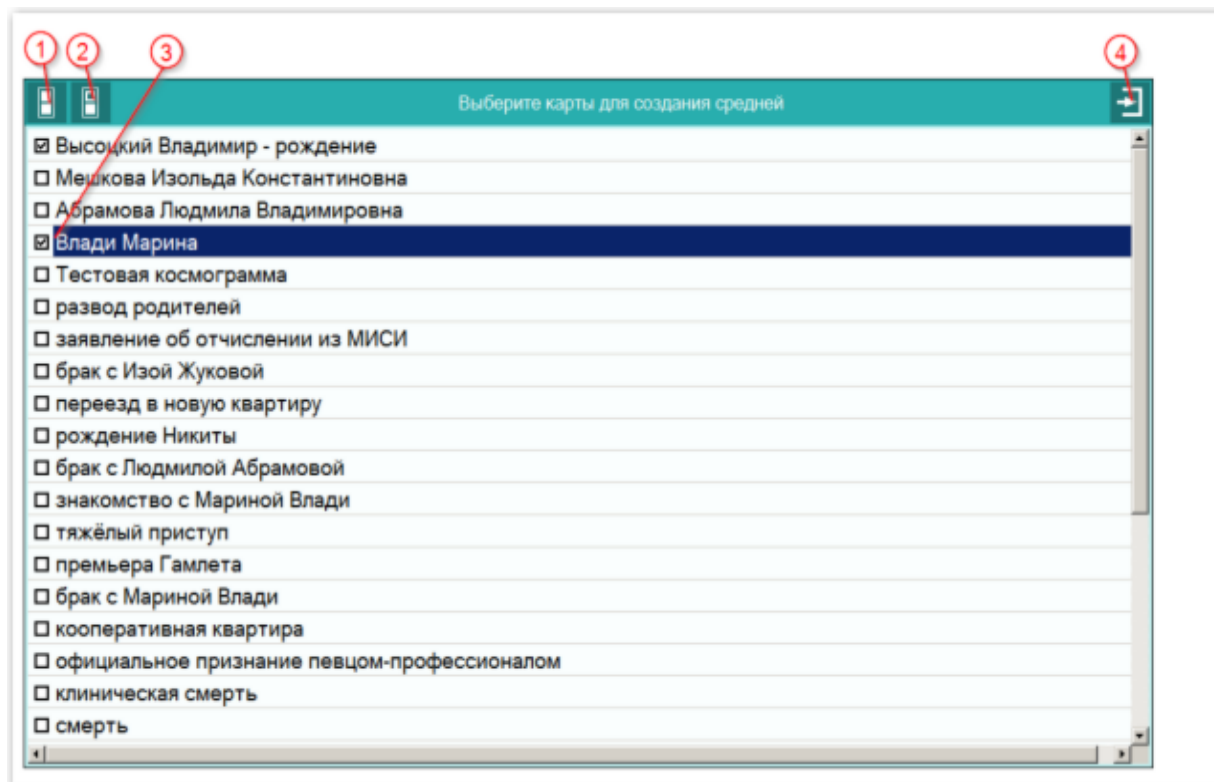 1 2 3 4
Выберите карты для создания средней
Высоцкий Владимир - рождение
Мешкова Изольда Константиновна
Абрамова Людмила Владимировна
Влади Марина
Тестовая космограмма
развод родителей
заявление об отчислении из МИСИ
брак с Изой Жуковой
переезд в новую квартиру
рождение Никиты
брак с Людмилой Абрамовой
знакомство с Мариной Влади
тяжёлый приступ
премьера Гамлета
брак с Мариной Влади
кооперативная квартира
официальное признание певцом-профессионалом
клиническая смерть
смерть